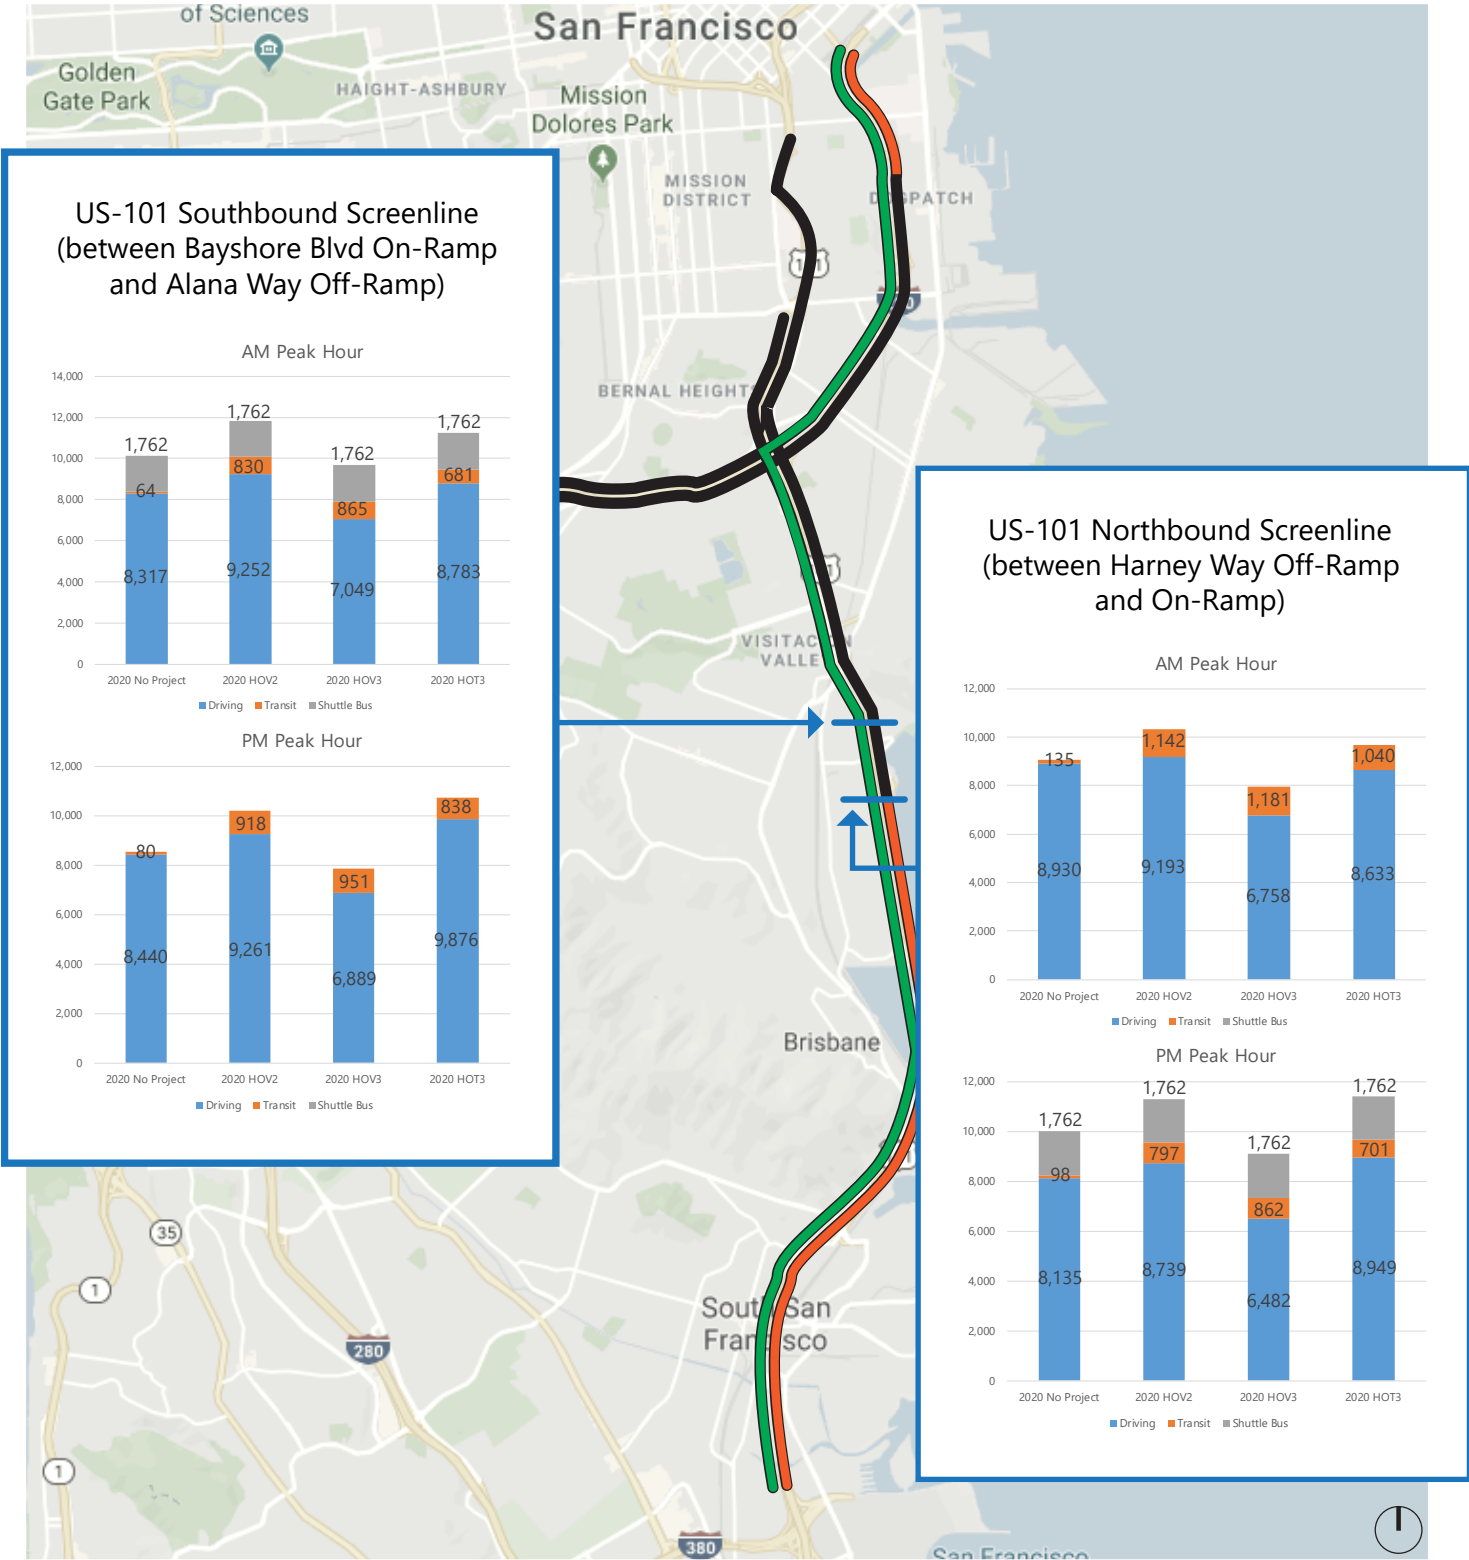 of Sciences
San Francisco
Golden
Gate Park
HAIGHT-ASHBURY
Mission
Dolores Park
MISSION
DISTRICT
BERNAL HEIGHTS
VISITACION
VALLEY
Brisbane
South San
Francisco
35
1
280
1
380
San Francisco
US-101 Southbound Screenline
(between Bayshore Blvd On-Ramp
and Alana Way Off-Ramp)
AM Peak Hour
14,000
12,000
10,000
8,000
6,000
4,000
2,000
0
1,762
1,762
1,762
1,762
64
830
865
681
8,317
9,252
7,049
8,783
2020 No Project
2020 HOV2
2020 HOV3
2020 HOT3
Driving Transit Shuttle Bus
PM Peak Hour
12,000
10,000
8,000
6,000
4,000
2,000
0
80
918
951
838
8,440
9,261
6,889
9,876
2020 No Project
2020 HOV2
2020 HOV3
2020 HOT3
Driving Transit Shuttle Bus
US-101 Northbound Screenline
(between Harney Way Off-Ramp
and On-Ramp)
AM Peak Hour
12,000
10,000
8,000
6,000
4,000
2,000
0
135
1,142
1,181
1,040
8,930
9,193
6,758
8,633
2020 No Project
2020 HOV2
2020 HOV3
2020 HOT3
Driving Transit Shuttle Bus
PM Peak Hour
12,000
10,000
8,000
6,000
4,000
2,000
0
1,762
1,762
1,762
1,762
98
797
862
701
8,135
8,739
6,482
8,949
2020 No Project
2020 HOV2
2020 HOV3
2020 HOT3
Driving Transit Shuttle Bus